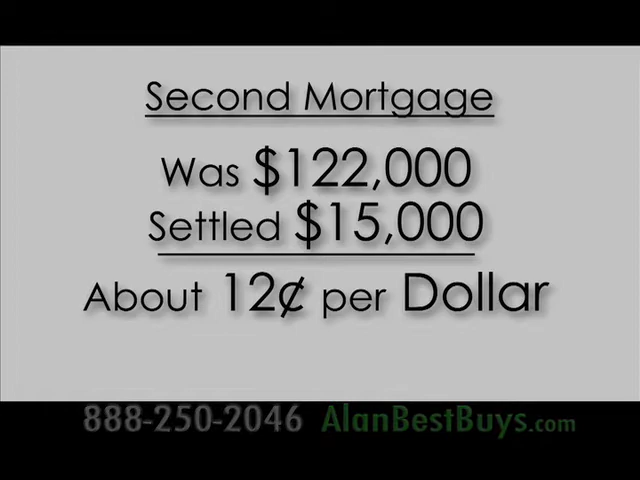 Second Mortgage
Was $122,000
Settled $15,000
About 12¢ per Dollar
888-250-2046 AlanBestBuys.com